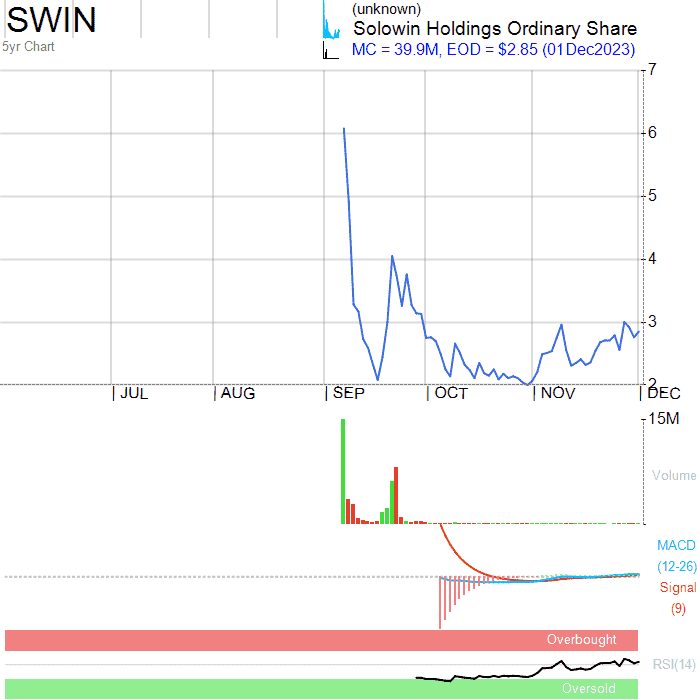 SWIN
(unknown)
Solowin Holdings Ordinary Share
5yr Chart
MC = 39.9M, EOD = $2.85 (01Dec2023)
7
6
5
4
3
2
JUL AUG SEP OCT NOV DEC
15M
Volume
MACD
(12-26)
Signal
(9)
Overbought
RSI(14)
Oversold